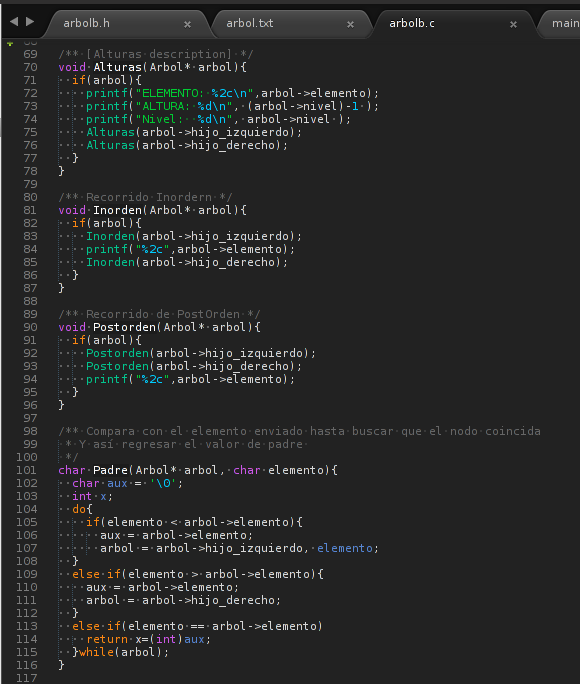 arbolb.h × arbol.txt × arbolb.c × main
68
69 /** [Alturas description] */
70 void Alturas(Arbol* arbol){
71 if(arbol){
72 printf("ELEMENTO: %2c\n",arbol->elemento);
73 printf("ALTURA: %d\n", (arbol->nivel)-1 );
74 printf("Nivel: %d\n", arbol->nivel );
75 Alturas(arbol->hijo_izquierdo);
76 Alturas(arbol->hijo_derecho);
77 }
78 }
79
80 /** Recorrido Inordern */
81 void Inorden(Arbol* arbol){
82 if(arbol){
83 Inorden(arbol->hijo_izquierdo);
84 printf("%2c",arbol->elemento);
85 Inorden(arbol->hijo_derecho);
86 }
87 }
88
89 /** Recorrido de PostOrden */
90 void Postorden(Arbol* arbol){
91 if(arbol){
92 Postorden(arbol->hijo_izquierdo);
93 Postorden(arbol->hijo_derecho);
94 printf("%2c",arbol->elemento);
95 }
96 }
97
98 /** Compara con el elemento enviado hasta buscar que el nodo coincida
99 * Y así regresar el valor de padre
100 */
101 char Padre(Arbol* arbol, char elemento){
102 char aux = '\0';
103 int x;
104 do{
105 if(elemento < arbol->elemento){
106 aux = arbol->elemento;
107 arbol = arbol->hijo_izquierdo, elemento;
108 }
109 else if(elemento > arbol->elemento){
110 aux = arbol->elemento;
111 arbol = arbol->hijo_derecho;
112 }
113 else if(elemento == arbol->elemento)
114 return x=(int)aux;
115 }while(arbol);
116 }
117